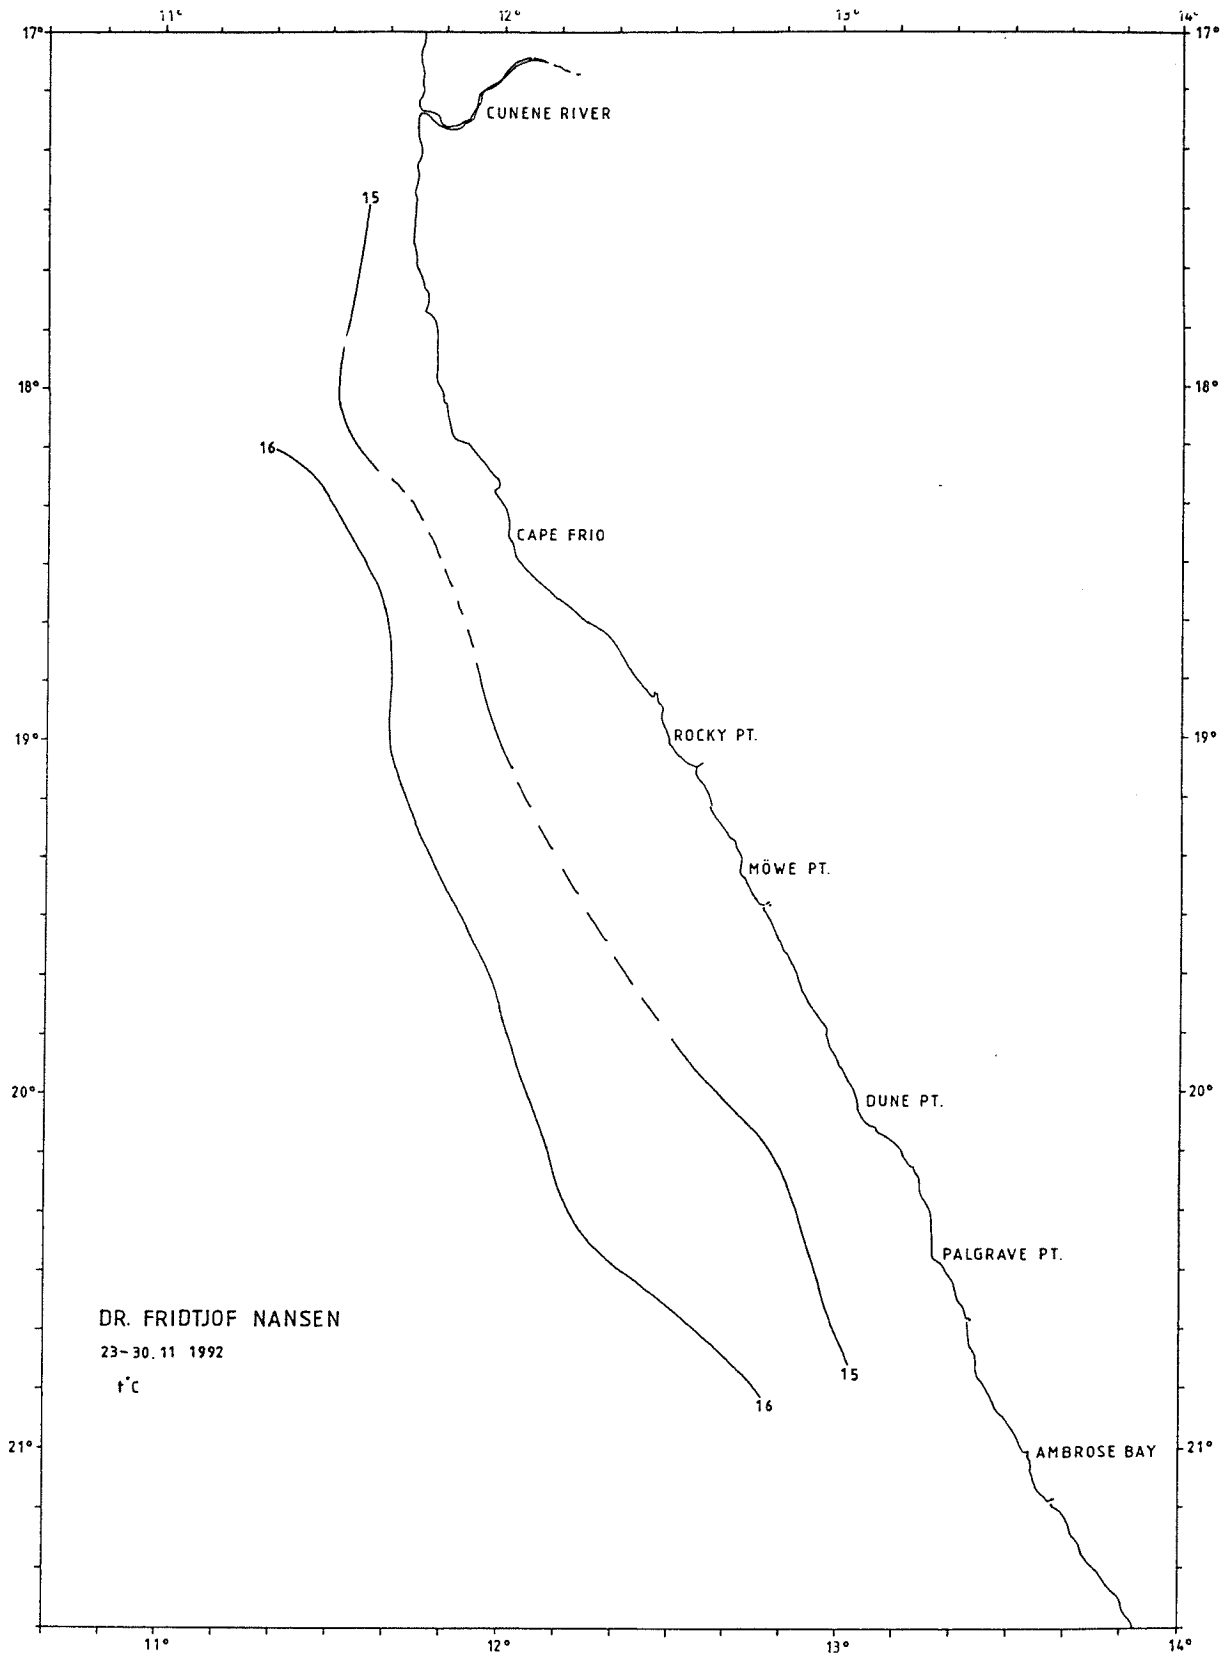 11° 12° 13° 14°
17° 17°
CUNENE RIVER
15
18° 18°
16
CAPE FRIO
19° ROCKY PT. 19°
MÖWE PT.
20° 20°
DUNE PT.
PALGRAVE PT.
DR. FRIDTJOF NANSEN
23-30.11 1992
t°C
15
16
21° AMBROSE BAY 21°
11° 12° 13° 14°